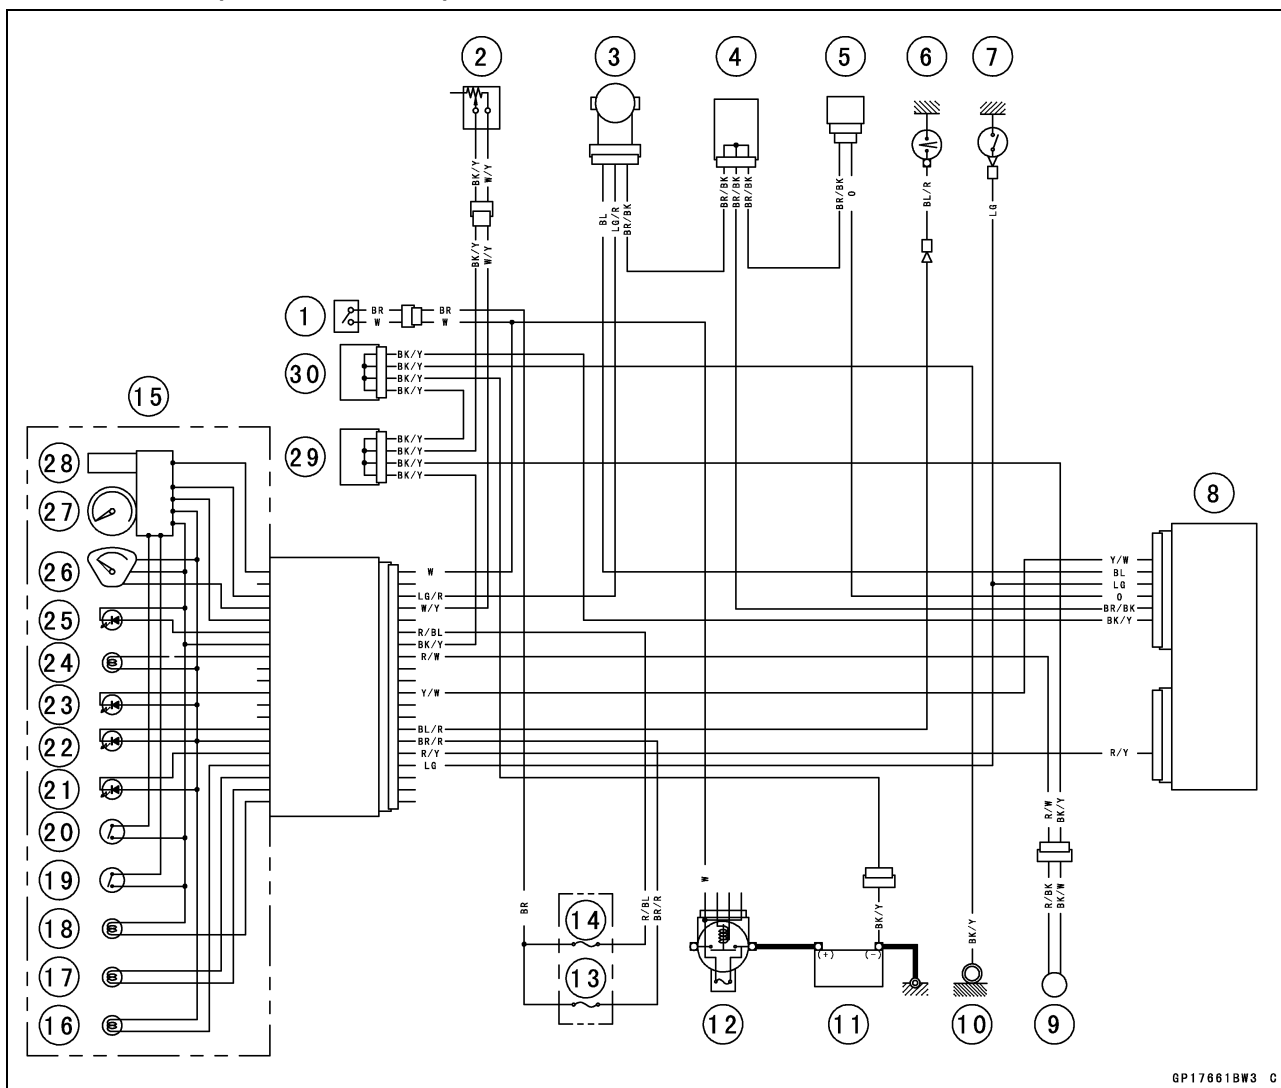 2 3 4 5 6 7
BK/Y W/Y
BL LG/R BR/BK
BR/BK BR/BK BR/BK
BR/BK O
BL/R
LG
BK/Y W/Y
1 BR BR
W W
30 BK/Y
BK/Y
BK/Y
BK/Y
15
29 BK/Y
BK/Y
BK/Y
BK/Y
28
27
26
25
24
23
22
21
20
19
18
17
16
W
LG/R
W/Y
R/BL
BK/Y
R/W
Y/W
BL/R
BR/R
R/Y
LG
8
Y/W
BL
LG
O
BR/BK
BK/Y
R/Y
R/W BK/Y
R/BK BK/W
BR
14
13
R/BL BR/R
W
BK/Y
BK/Y
(+) (-)
12 11 10 9
GP17661BW3 C